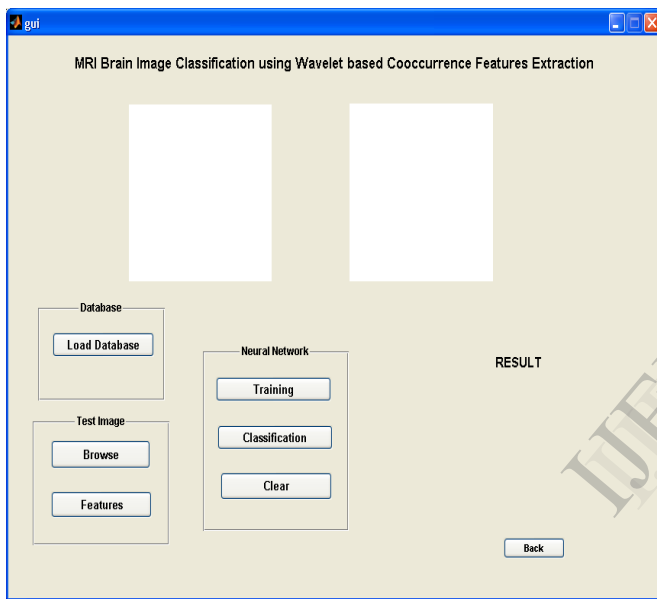 gui
MRI Brain Image Classification using Wavelet based Cooccurrence Features Extraction
Database
Load Database
Test Image
Browse
Features
Neural Network
Training
Classification
Clear
RESULT
Back